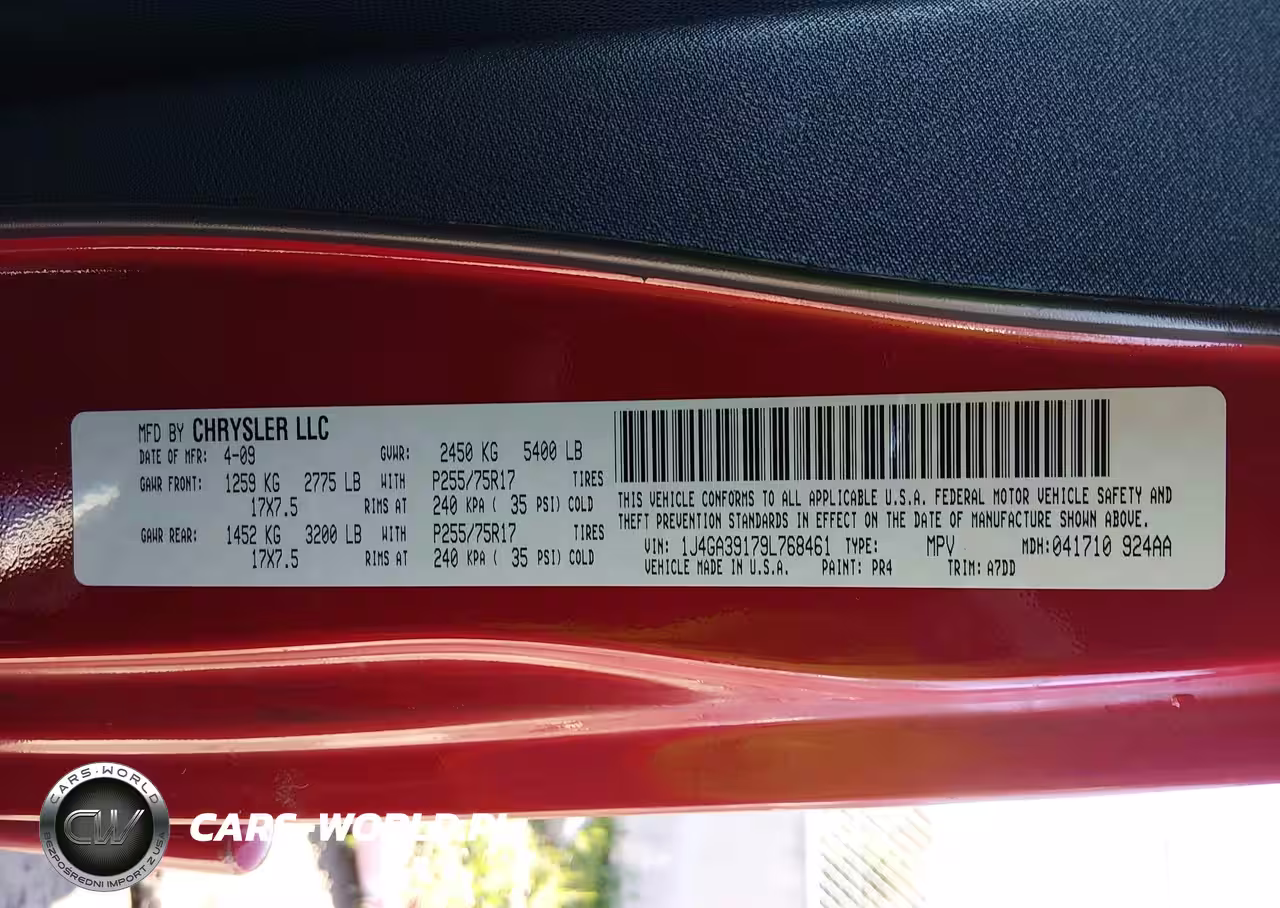 MFD BY CHRYSLER LLC
DATE OF MFR: 4-09 GVWR: 2450 KG 5400 LB
GAWR FRONT: 1259 KG 2775 LB WITH P255/75R17 TIRES
17X7.5 RIMS AT 240 KPA ( 35 PSI) COLD
GAWR REAR: 1452 KG 3200 LB WITH P255/75R17 TIRES
17X7.5 RIMS AT 240 KPA ( 35 PSI) COLD
THIS VEHICLE CONFORMS TO ALL APPLICABLE U.S.A. FEDERAL MOTOR VEHICLE SAFETY AND
THEFT PREVENTION STANDARDS IN EFFECT ON THE DATE OF MANUFACTURE SHOWN ABOVE.
VIN: 1J4GA39179L768461 TYPE: MPV MDH:041710 924AA
VEHICLE MADE IN U.S.A. PAINT: PR4 TRIM: A7DD
CARS-WORLD
CW
BEZPOŚREDNI IMPORT Z USA
CARS-WORLD.PL